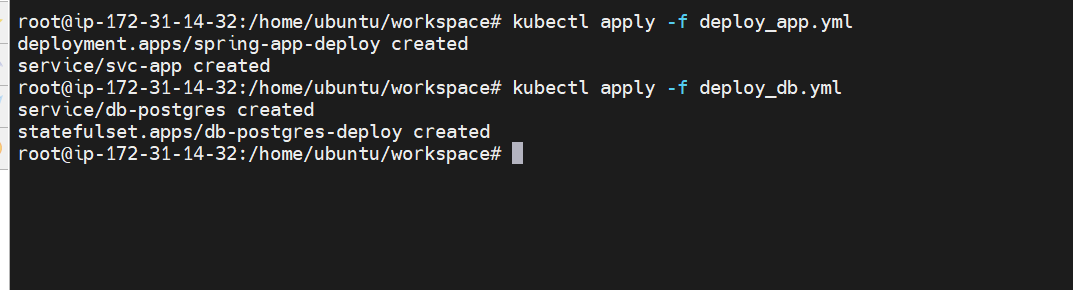 root@ip-172-31-14-32:/home/ubuntu/workspace# kubectl apply -f deploy_app.yml
deployment.apps/spring-app-deploy created
service/svc-app created
root@ip-172-31-14-32:/home/ubuntu/workspace# kubectl apply -f deploy_db.yml
service/db-postgres created
statefulset.apps/db-postgres-deploy created
root@ip-172-31-14-32:/home/ubuntu/workspace#